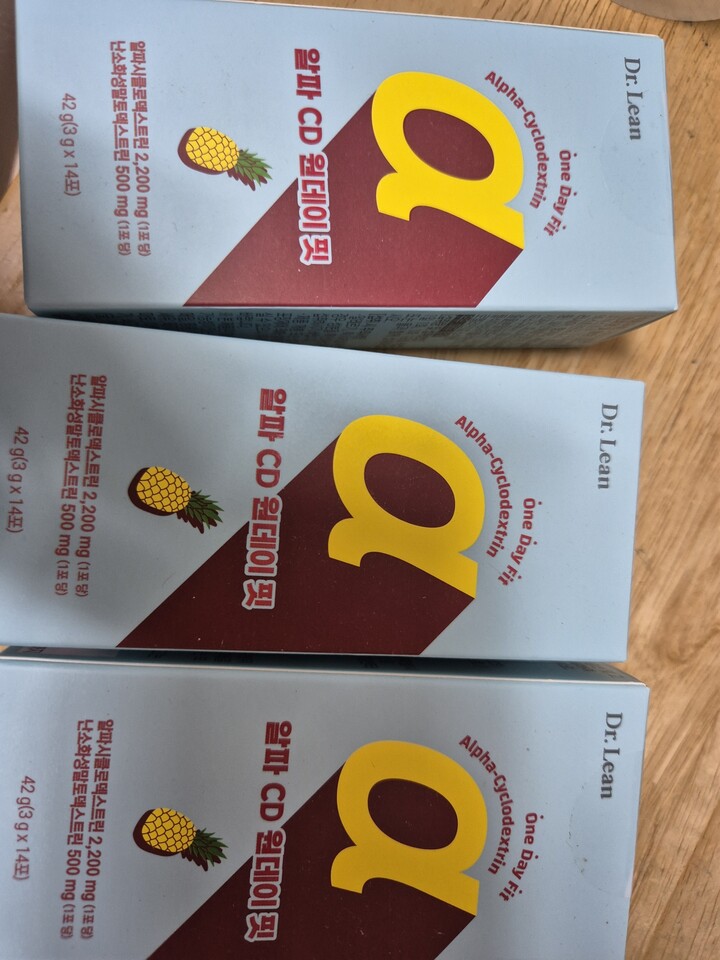 Dr. Lean
One Day Fit
Alpha-Cyclodextrin
α
알파 CD 원데이 핏
알파시클로덱스트린 2,200 mg (1포 당)
난소화성말토덱스트린 500 mg (1포 당)
42 g(3 g x 14포)
Dr. Lean
One Day Fit
Alpha-Cyclodextrin
α
알파 CD 원데이 핏
알파시클로덱스트린 2,200 mg (1포 당)
난소화성말토덱스트린 500 mg (1포 당)
42 g(3 g x 14포)
Dr. Lean
One Day Fit
Alpha-Cyclodextrin
α
알파 CD 원데이 핏
알파시클로덱스트린 2,200 mg (1포 당)
난소화성말토덱스트린 500 mg (1포 당)
42 g(3 g x 14포)